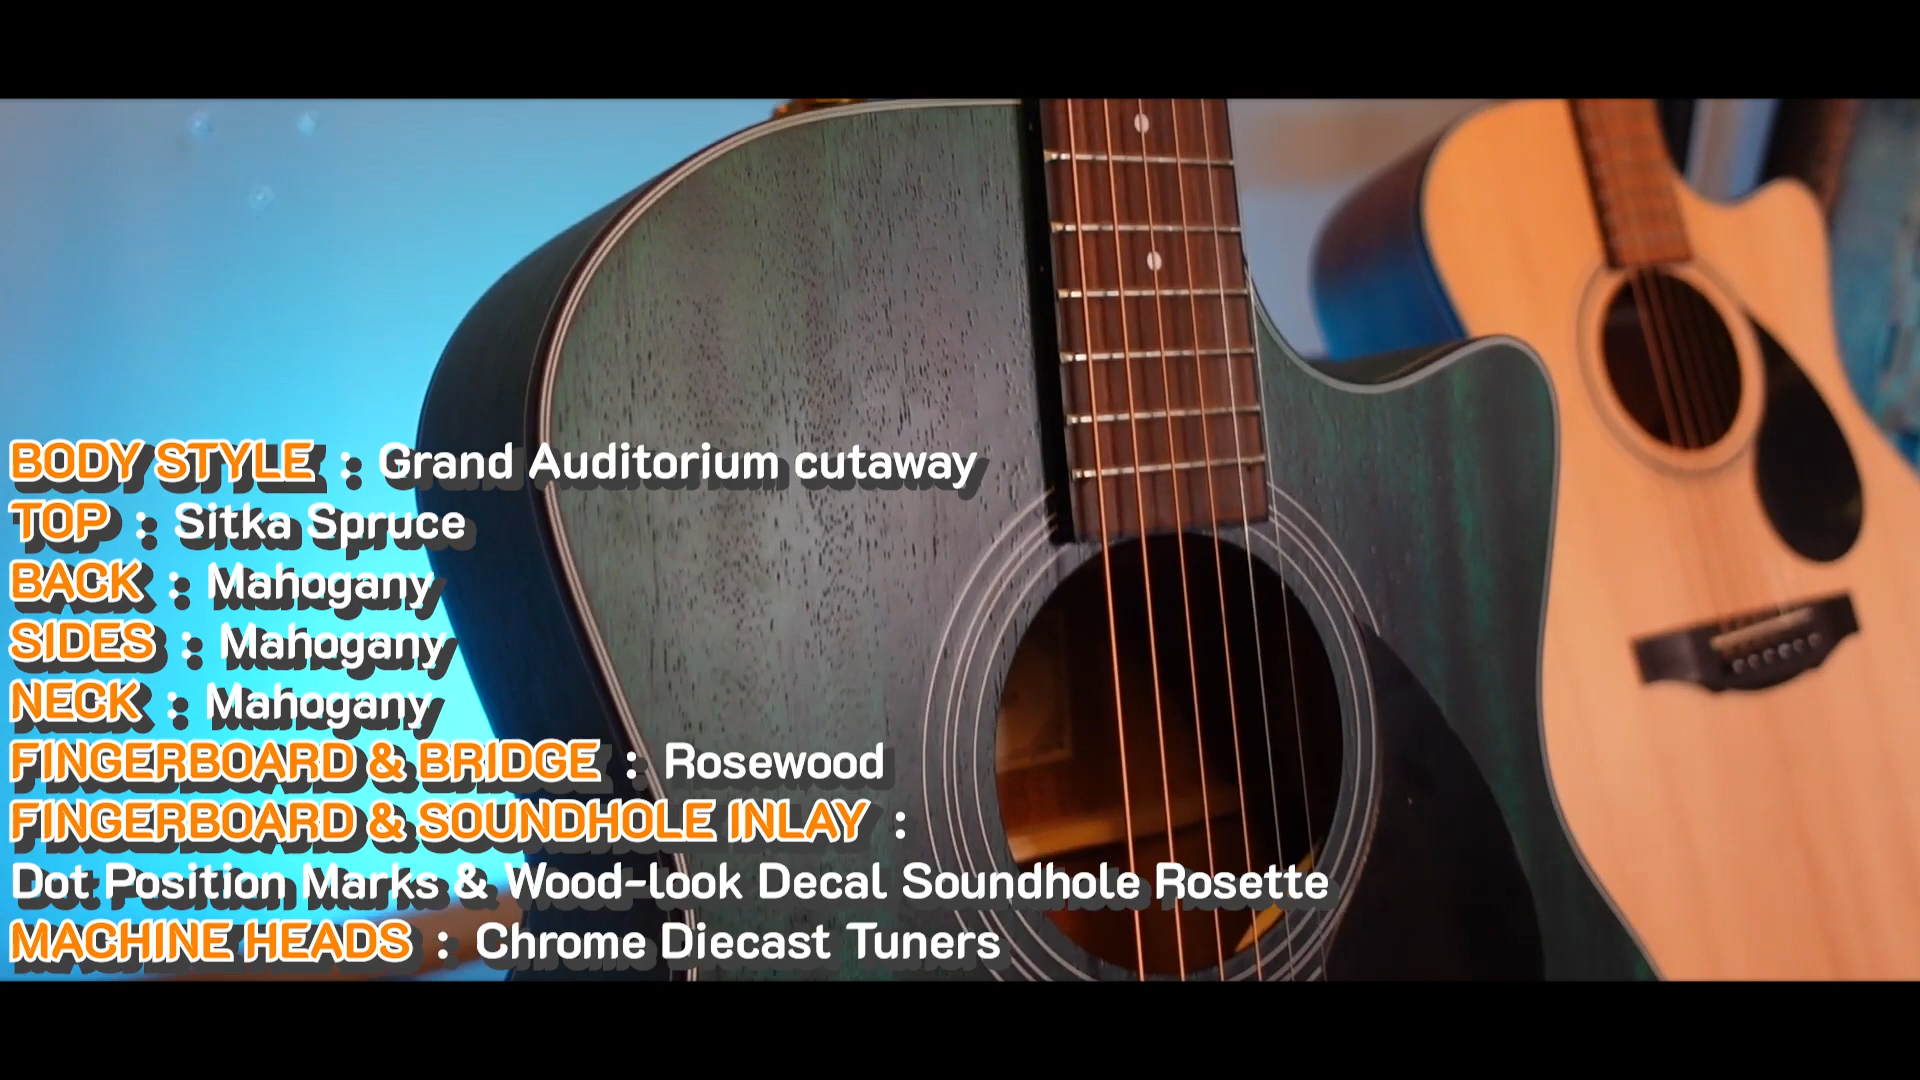 BODY STYLE : Grand Auditorium cutaway
TOP : Sitka Spruce
BACK : Mahogany
SIDES : Mahogany
NECK : Mahogany
FINGERBOARD & BRIDGE : Rosewood
FINGERBOARD & SOUNDHOLE INLAY :
Dot Position Marks & Wood-look Decal Soundhole Rosette
MACHINE HEADS : Chrome Diecast Tuners